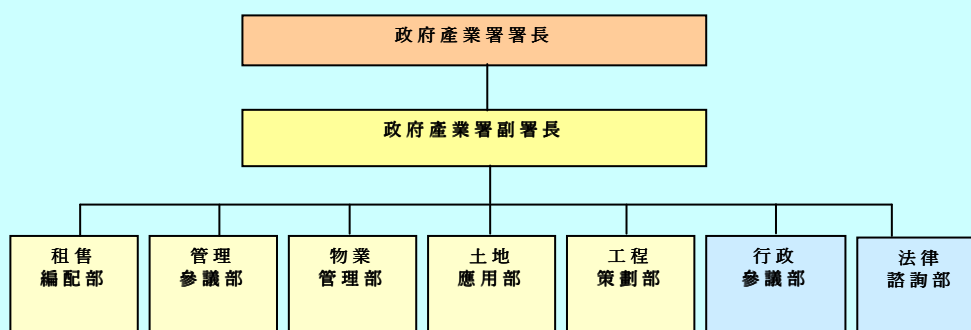 政府產業署署長
政府產業署副署長
租售
編配部
管理
參議部
物業
管理部
土地
應用部
工程
策劃部
行政
參議部
法律
諮詢部